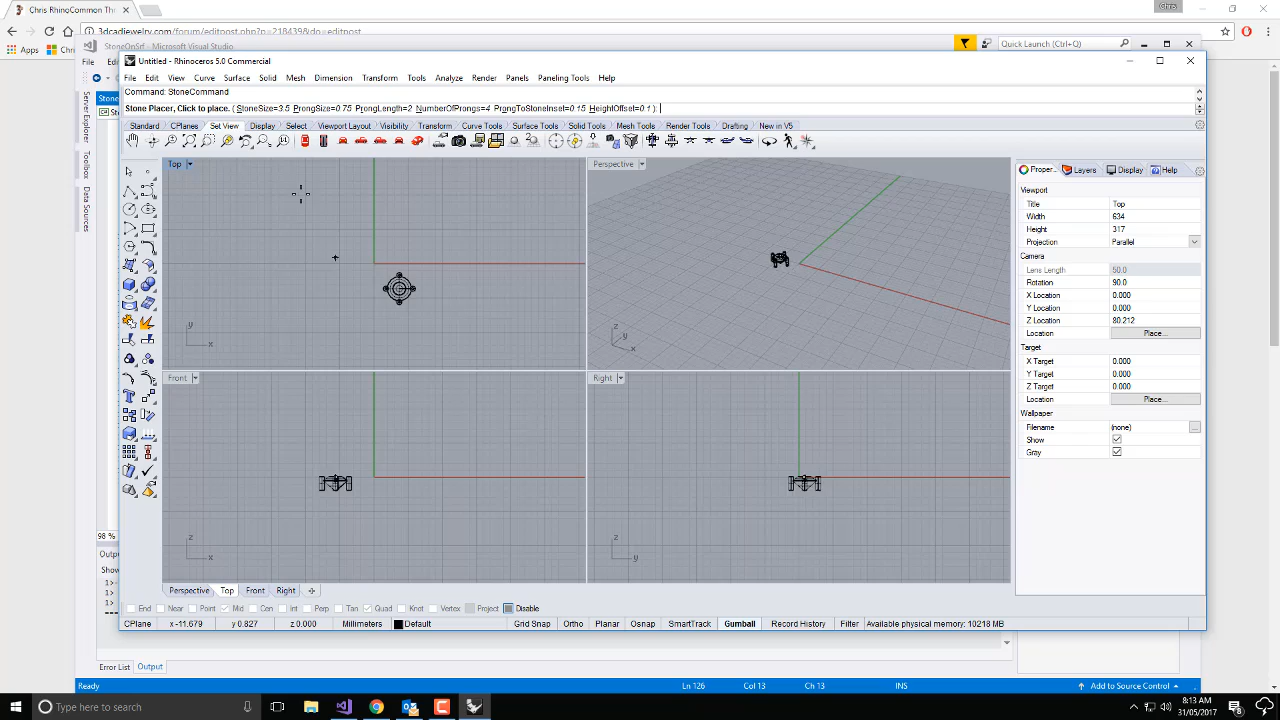 Chris RhinoCommon Thr
Chris
3dcadjewelry.com/forum/editpost.php?p=218439&do=editpost
Apps
Chri
StoneOnSrf - Microsoft Visual Studio
Quick Launch (Ctrl+Q)
File
Untitled - Rhinoceros 5.0 Commercial
File Edit View Curve Surface Solid Mesh Dimension Transform Tools Analyze Render Panels Paneling Tools Help
Command: StoneCommand
Stone Placer, Click to place. ( StoneSize=3.5 ProngSize=0.75 ProngLength=2 NumberOfProngs=4 PrngToStoneInset=0.15 HeightOffset=0.1 ):
Standard CPlanes Set View Display Select Viewport Layout Visibility Transform Curve Tools Surface Tools Solid Tools Mesh Tools Render Tools Drafting New in V5
Server Explorer
Toolbox
Data Sources
Top
Perspective
Front
Right
y x
z y x
z x
z y
Proper... Layers Display Help
Viewport
Title Top
Width 634
Height 317
Projection Parallel
Camera
Lens Length 50.0
Rotation 90.0
X Location 0.000
Y Location 0.000
Z Location 80.212
Location Place...
Target
X Target 0.000
Y Target 0.000
Z Target 0.000
Location Place...
Wallpaper
Filename (none) ...
Show
Gray
98 %
Output
Show
1>
1>
1>
Perspective Top Front Right
End Near Point Mid Cen Int Perp Tan Quad Knot Vertex Project Disable
CPlane x -11.679 y 0.827 z 0.000 Millimeters Default Grid Snap Ortho Planar Osnap SmartTrack Gumball Record History Filter Available physical memory: 10218 MB
Error List Output
Ready Ln 126 Col 13 Ch 13 INS Add to Source Control
Type here to search
8:13 AM
31/05/2017